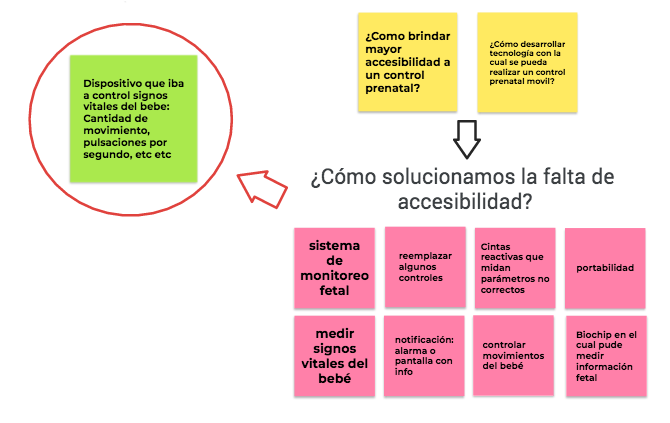 ¿Como brindar
mayor
accesibilidad a
un control
prenatal?
¿Cómo desarrollar
tecnología con la
cual se pueda
realizar un control
prenatal movil?
Dispositivo que iba
a control signos
vitales del bebe:
Cantidad de
movimiento,
pulsaciones por
segundo, etc etc
¿Cómo solucionamos la falta de
accesibilidad?
sistema
de
monitoreo
fetal
reemplazar
algunos
controles
Cintas
reactivas que
midan
parámetros no
correctos
portabilidad
medir
signos
vitales del
bebé
notificación:
alarma o
pantalla con
info
controlar
movimientos
del bebé
Biochip en el
cual pude
medir
información
fetal